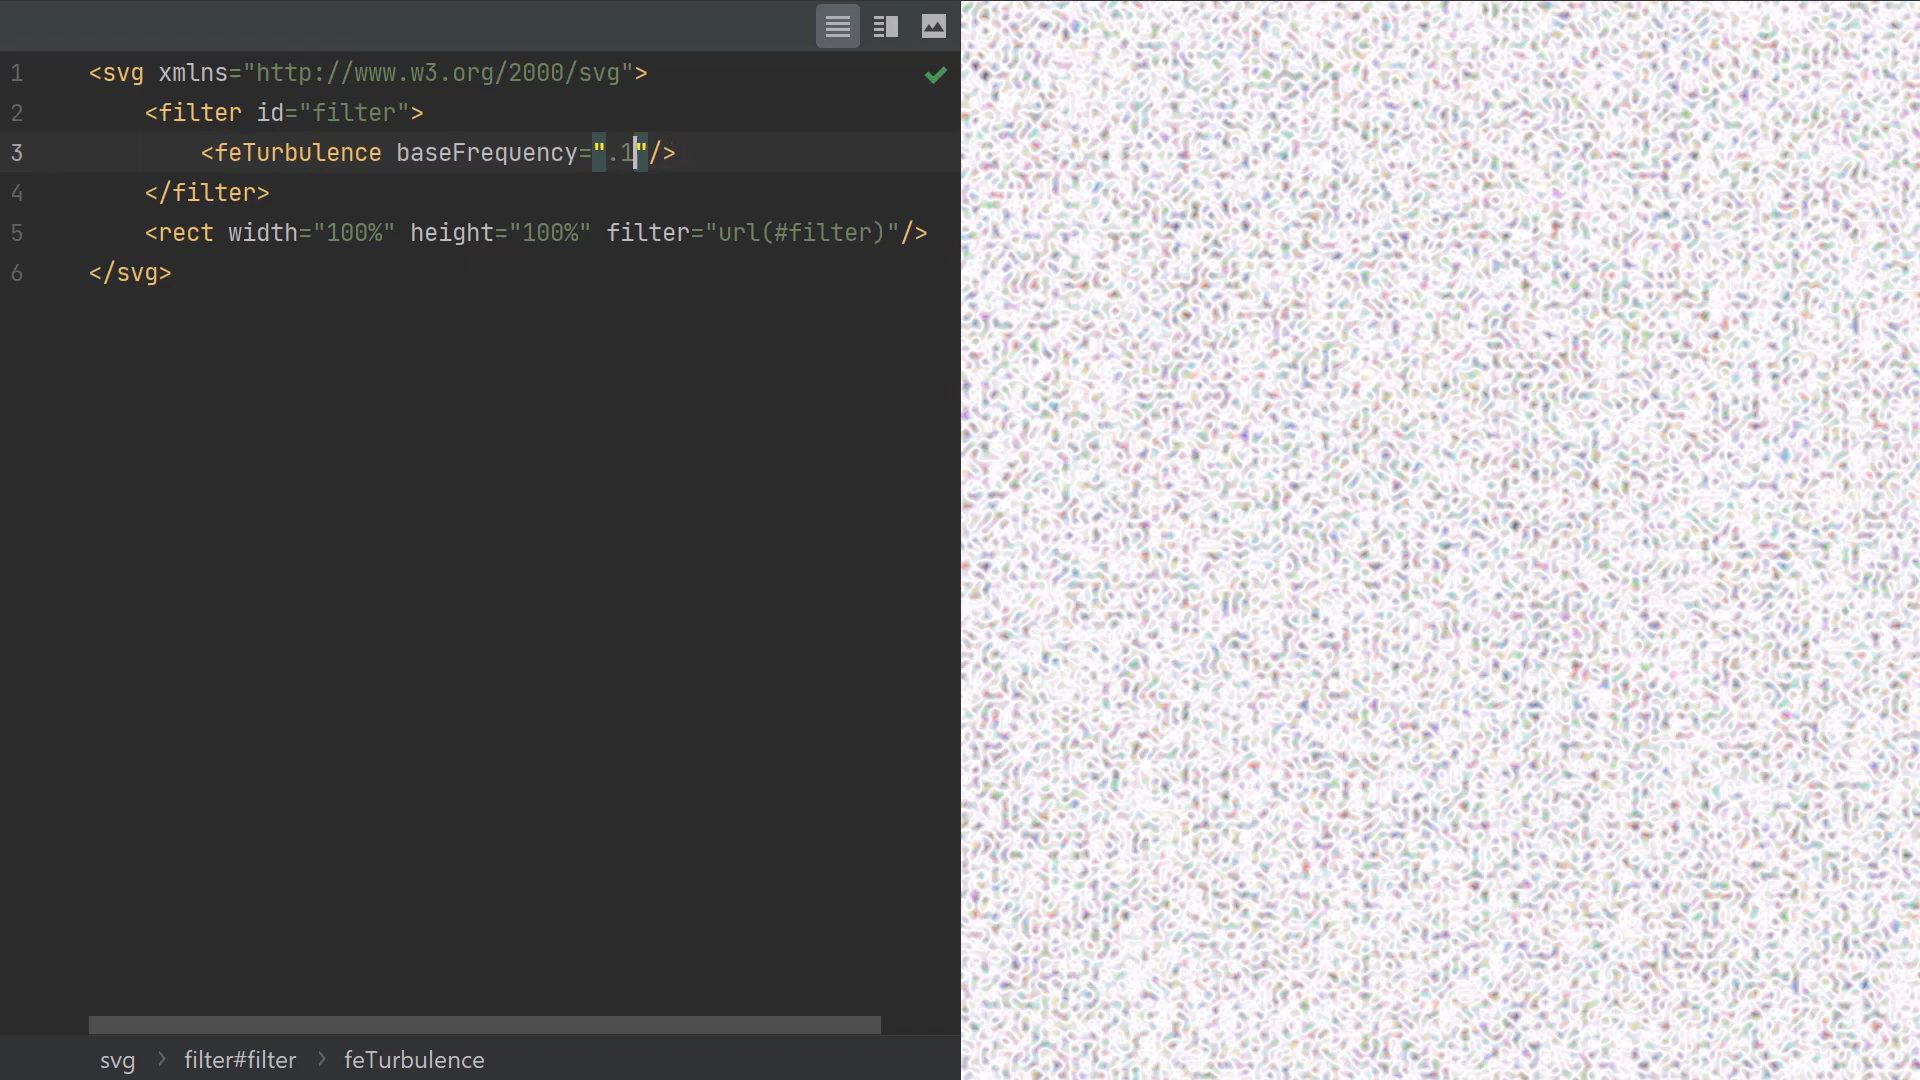 1 <svg xmlns="http://www.w3.org/2000/svg">
2 <filter id="filter">
3 <feTurbulence baseFrequency=".1"/>
4 </filter>
5 <rect width="100%" height="100%" filter="url(#filter)"/>
6 </svg>
svg > filter#filter > feTurbulence